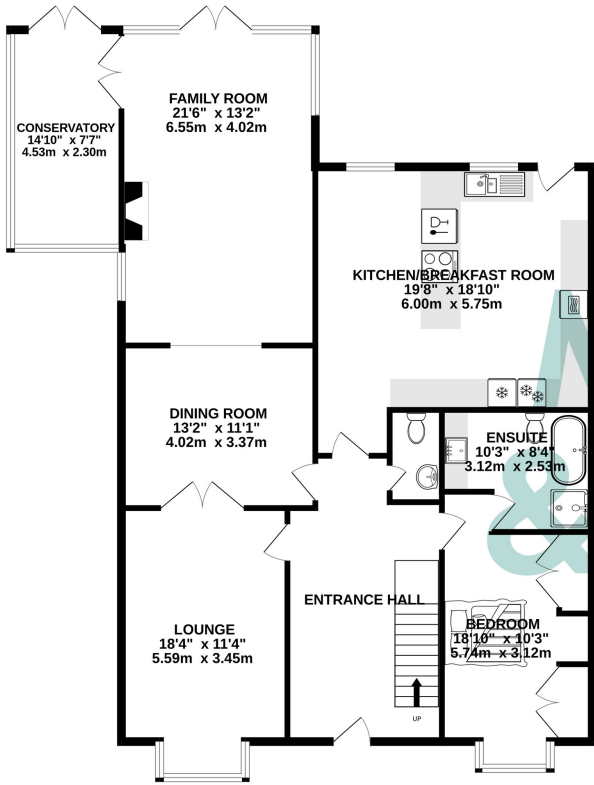 FAMILY ROOM
21'6" x 13'2"
6.55m x 4.02m
CONSERVATORY
14'10" x 7'7"
4.53m x 2.30m
KITCHEN/BREAKFAST ROOM
19'8" x 18'10"
6.00m x 5.75m
DINING ROOM
13'2" x 11'1"
4.02m x 3.37m
ENSUITE
10'3" x 8'4"
3.12m x 2.53m
ENTRANCE HALL
LOUNGE
18'4" x 11'4"
5.59m x 3.45m
BEDROOM
18'10" x 10'3"
5.74m x 3.12m
UP
&